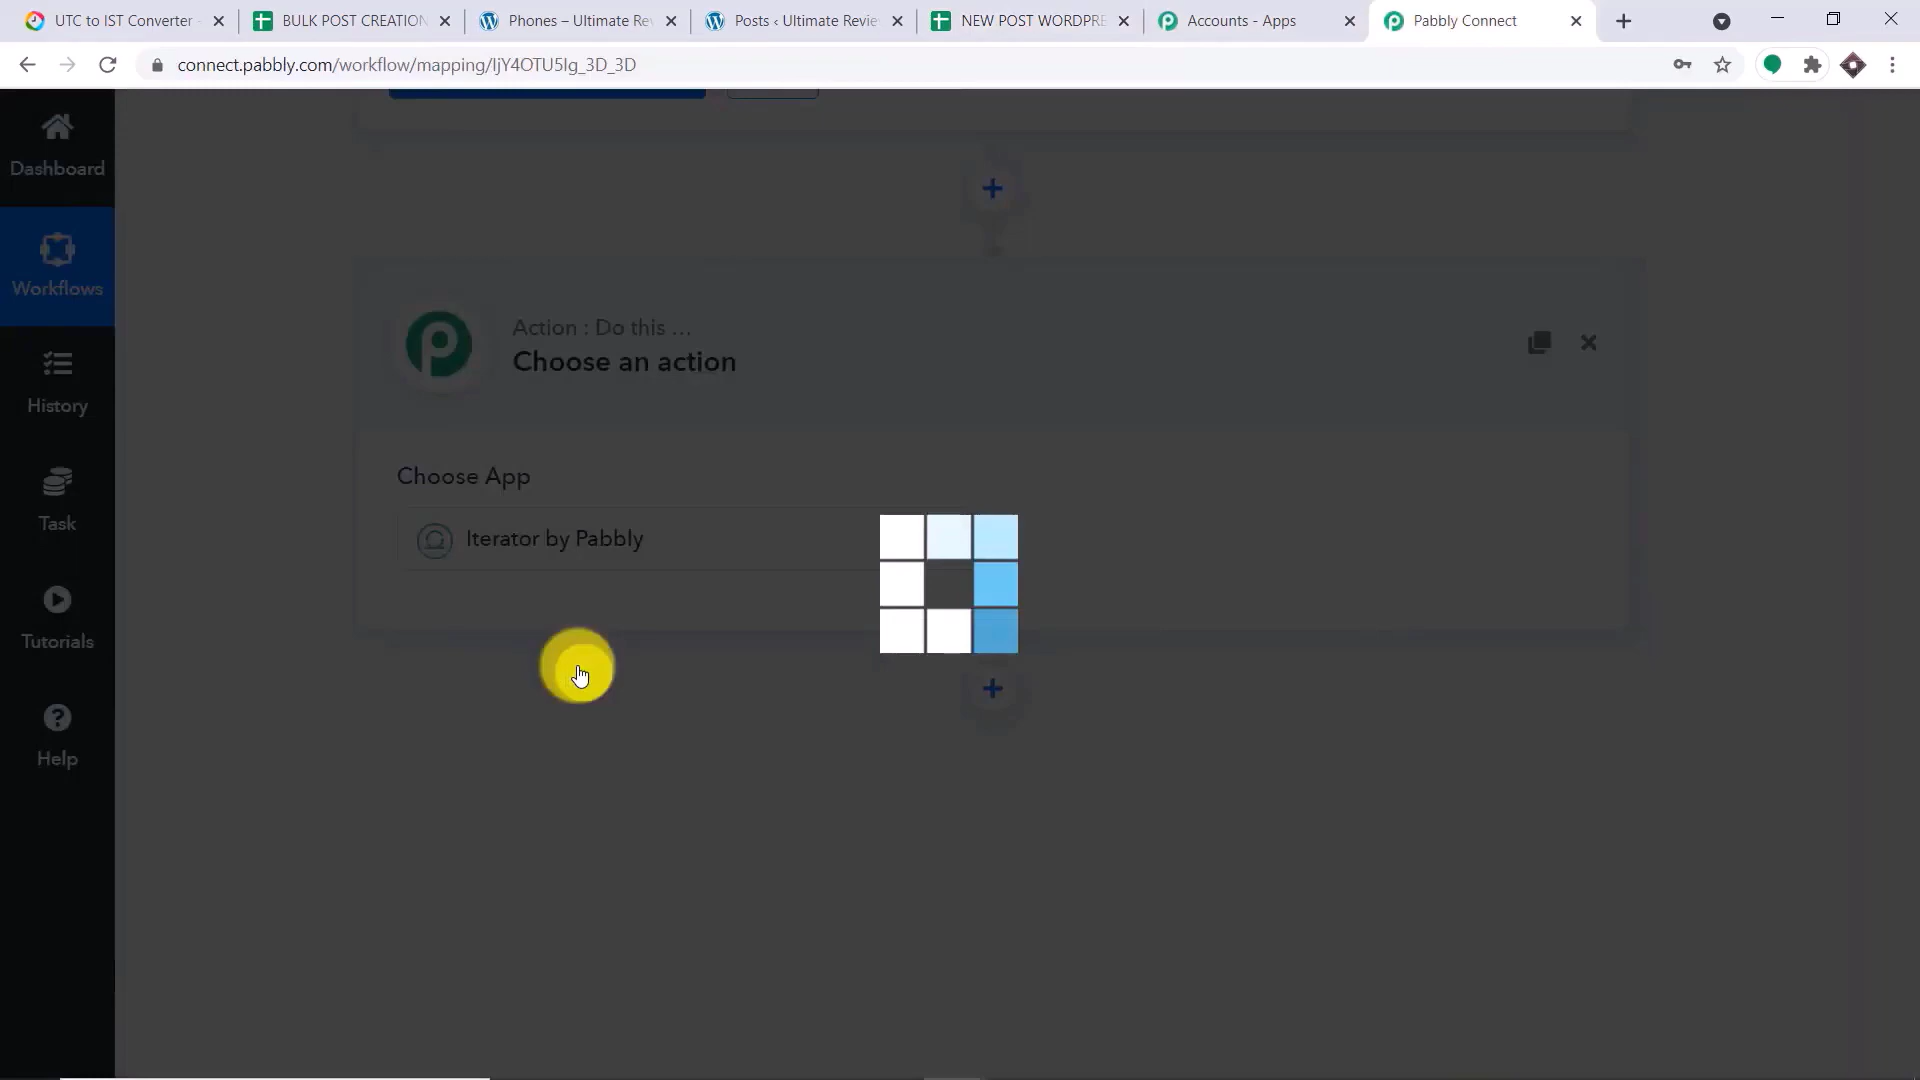 UTC to IST Converter -
BULK POST CREATION
Phones – Ultimate Re
Posts ‹ Ultimate Revie
NEW POST WORDPRE
Accounts - Apps
Pabbly Connect
connect.pabbly.com/workflow/mapping/IjY4OTU5Ig_3D_3D
Dashboard
Workflows
History
Task
Tutorials
Help
Action : Do this ...
Choose an action
Choose App
Iterator by Pabbly